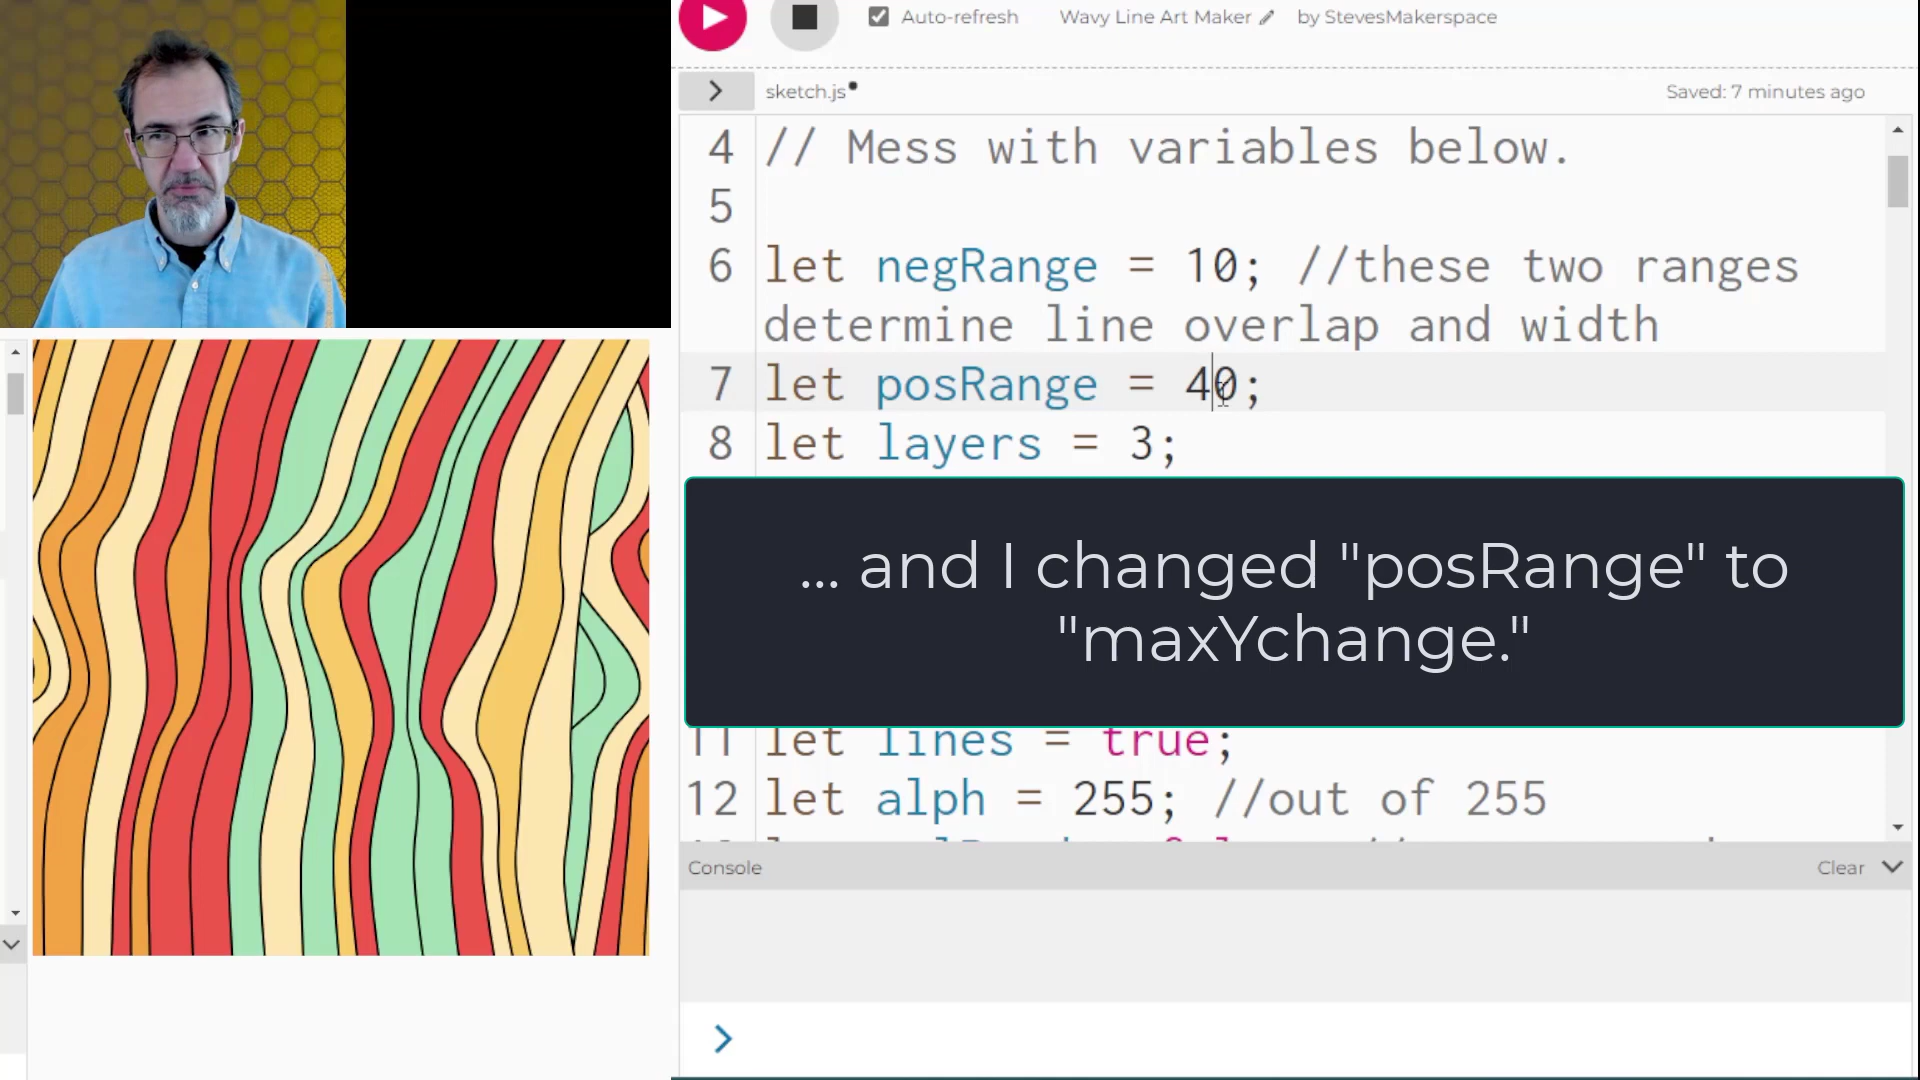 Auto-refresh Wavy Line Art Maker by StevesMakerspace
sketch.js Saved: 7 minutes ago
4 // Mess with variables below.
5
6 let negRange = 10; //these two ranges
determine line overlap and width
7 let posRange = 40;
8 let layers = 3;
... and I changed "posRange" to
"maxYchange."
11 let lines = true;
12 let alph = 255; //out of 255
Console Clear